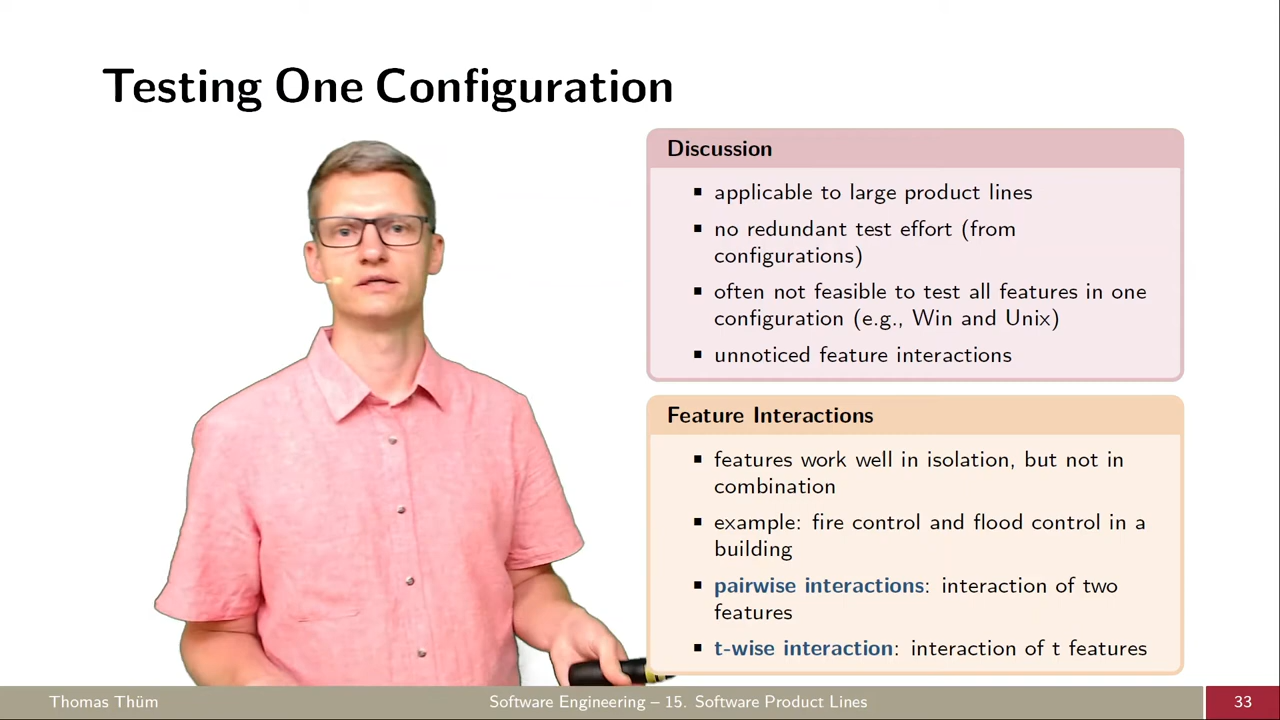 Testing One Configuration
Discussion
▪ applicable to large product lines
▪ no redundant test effort (from
configurations)
▪ often not feasible to test all features in one
configuration (e.g., Win and Unix)
▪ unnoticed feature interactions
Feature Interactions
▪ features work well in isolation, but not in
combination
▪ example: fire control and flood control in a
building
▪ pairwise interactions: interaction of two
features
▪ t-wise interaction: interaction of t features
Thomas Thüm
Software Engineering – 15. Software Product Lines
33